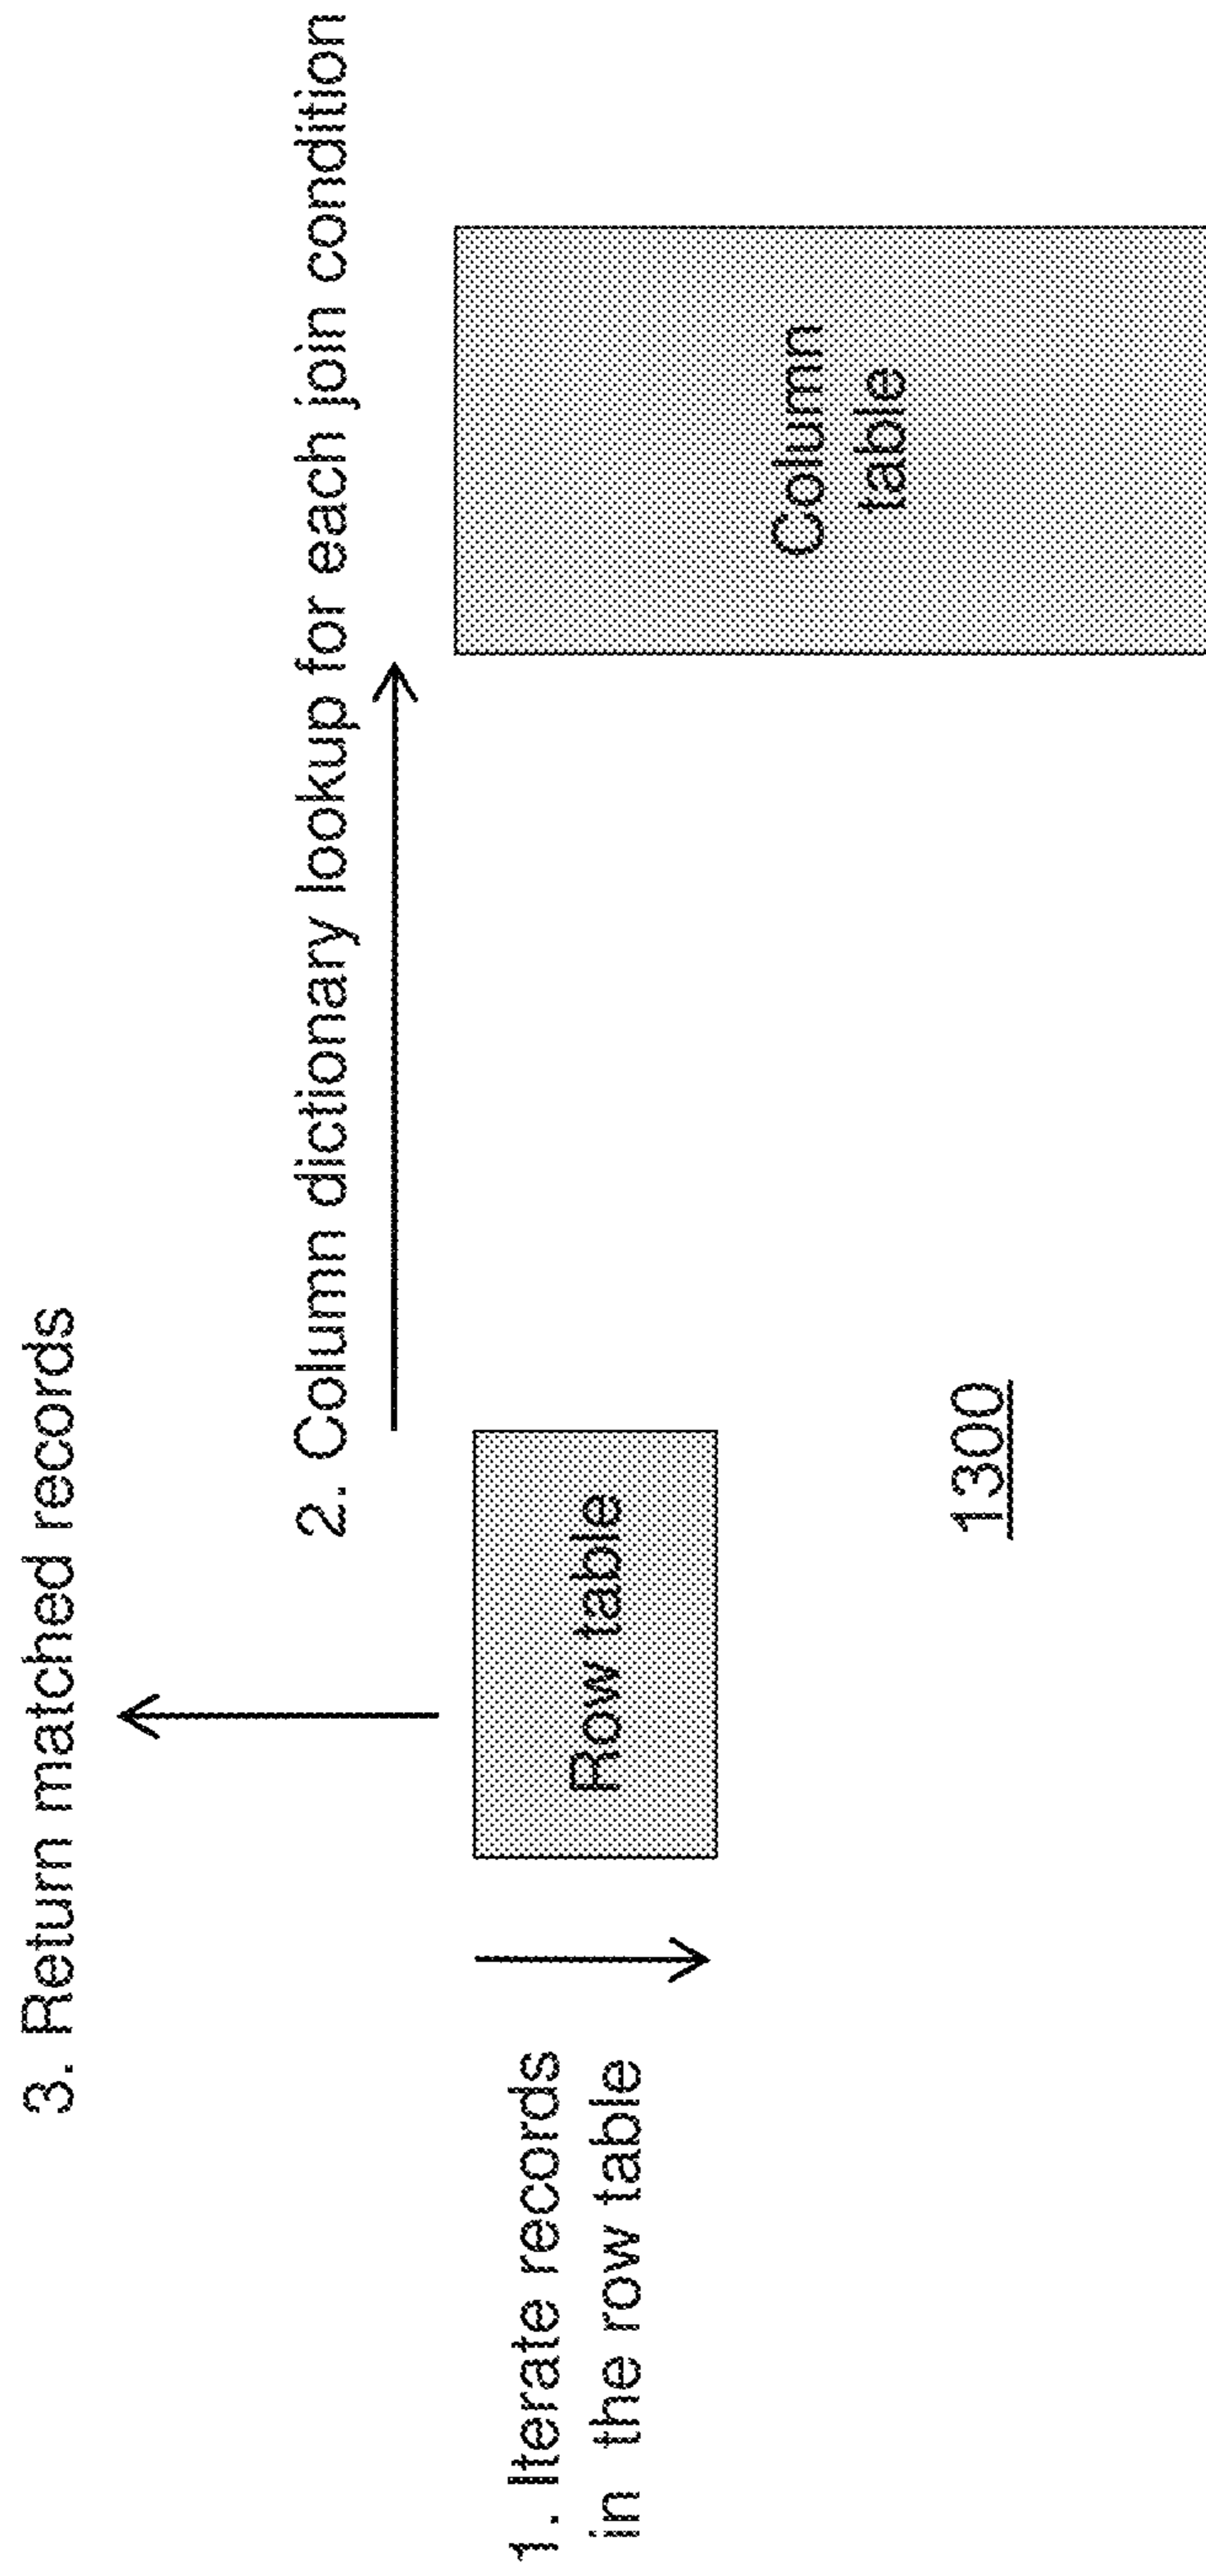 3. Return matched records
2. Column dictionary lookup for each join condition
1. Iterate records
in the row table
Row table
Column
table
1300